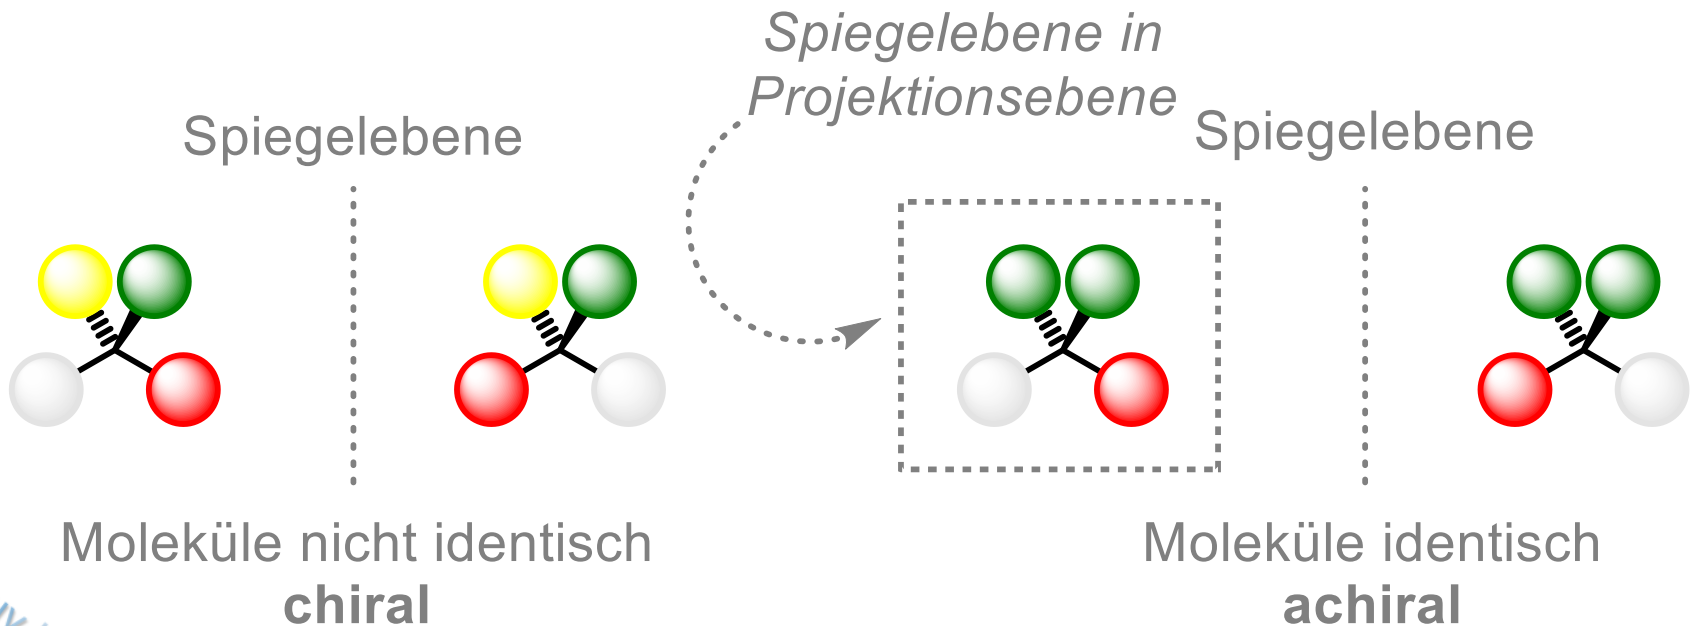 Spiegelebene in
Projektionsebene
Spiegelebene
Spiegelebene
Moleküle nicht identisch
chiral
Moleküle identisch
achiral